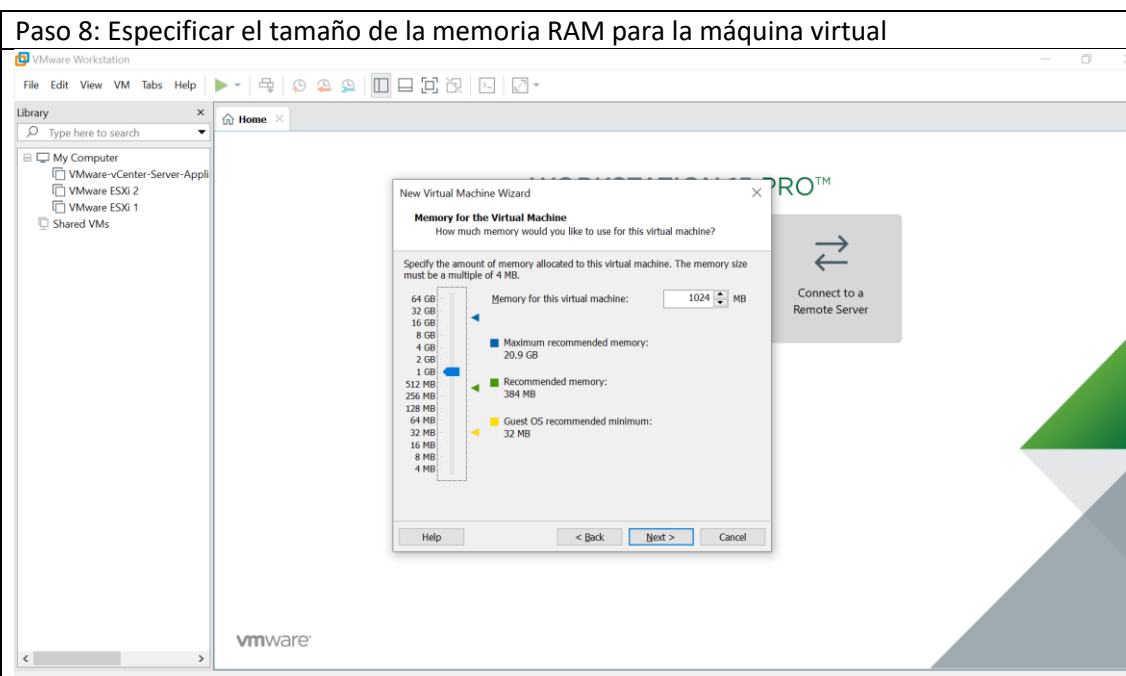 Paso 8: Especificar el tamaño de la memoria RAM para la máquina virtual
VMware Workstation
File Edit View VM Tabs Help
Library
Home
Type here to search
My Computer
VMware-vCenter-Server-Appli
VMware ESXi 2
VMware ESXi 1
Shared VMs
PRO™
New Virtual Machine Wizard
Memory for the Virtual Machine
How much memory would you like to use for this virtual machine?
Specify the amount of memory allocated to this virtual machine. The memory size
must be a multiple of 4 MB.
64 GB
32 GB
16 GB
8 GB
4 GB
2 GB
1 GB
512 MB
256 MB
128 MB
64 MB
32 MB
16 MB
8 MB
4 MB
Memory for this virtual machine: 1024 MB
Maximum recommended memory:
20.9 GB
Recommended memory:
384 MB
Guest OS recommended minimum:
32 MB
Help < Back Next > Cancel
Connect to a
Remote Server
vmware